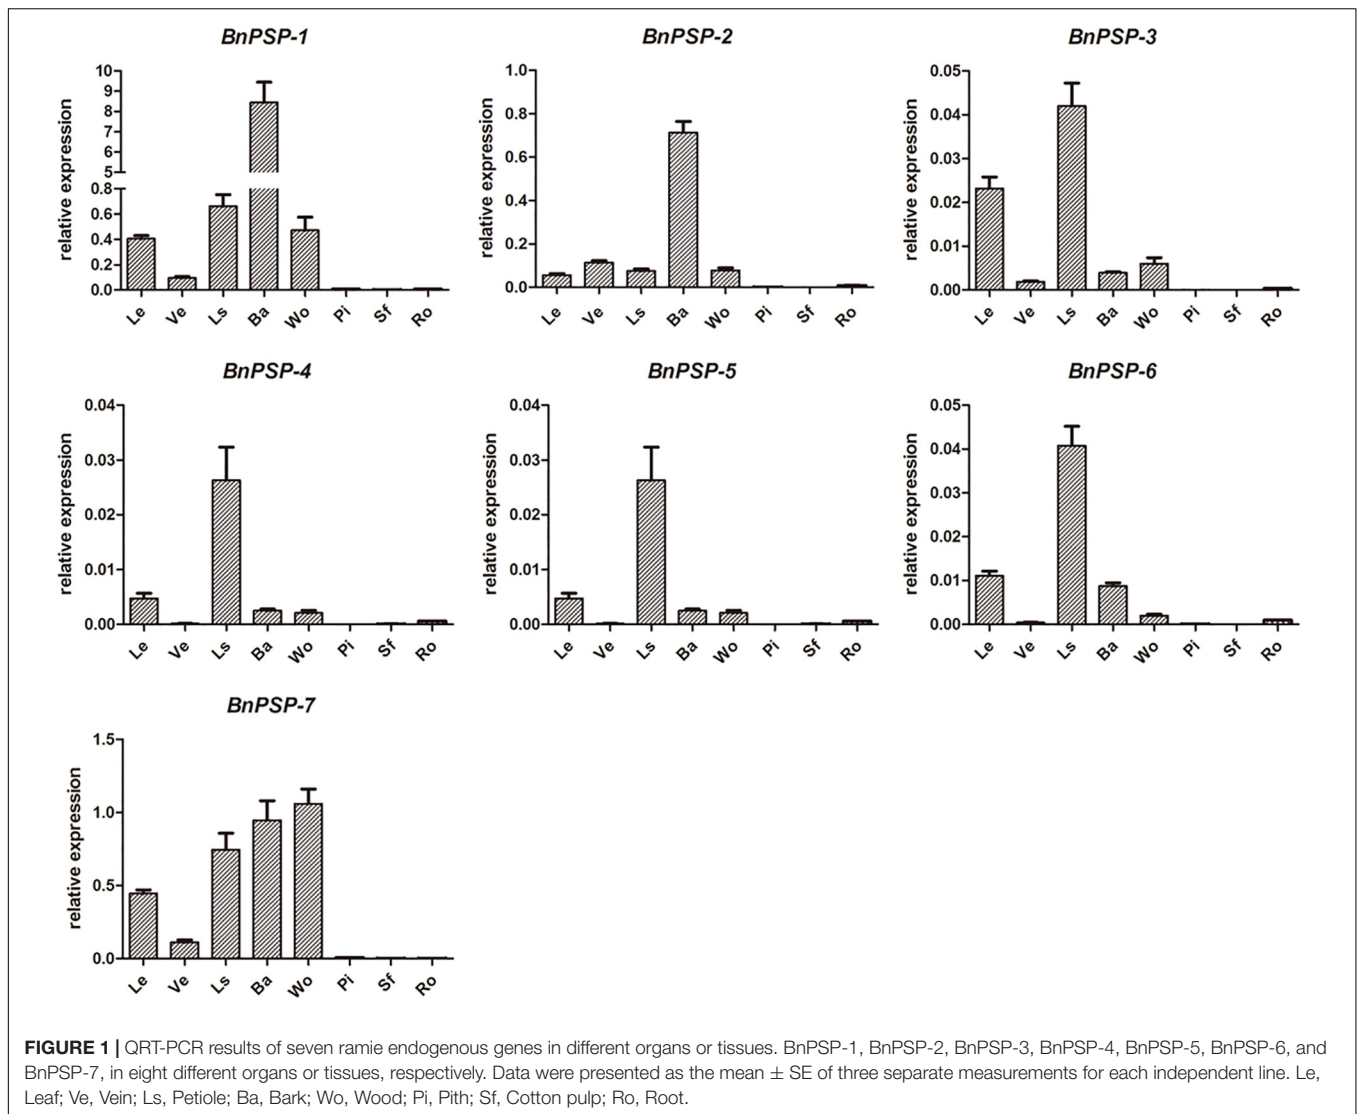 BnPSP-1
relative expression
10
9
8
7
6
5
0.8
0.6
0.4
0.2
0.0
Le Ve Ls Ba Wo Pi Sf Ro
BnPSP-2
relative expression
1.0
0.8
0.6
0.4
0.2
0.0
Le Ve Ls Ba Wo Pi Sf Ro
BnPSP-3
relative expression
0.05
0.04
0.03
0.02
0.01
0.00
Le Ve Ls Ba Wo Pi Sf Ro
BnPSP-4
relative expression
0.04
0.03
0.02
0.01
0.00
Le Ve Ls Ba Wo Pi Sf Ro
BnPSP-5
relative expression
0.04
0.03
0.02
0.01
0.00
Le Ve Ls Ba Wo Pi Sf Ro
BnPSP-6
relative expression
0.05
0.04
0.03
0.02
0.01
0.00
Le Ve Ls Ba Wo Pi Sf Ro
BnPSP-7
relative expression
1.5
1.0
0.5
0.0
Le Ve Ls Ba Wo Pi Sf Ro
FIGURE 1 | QRT-PCR results of seven ramie endogenous genes in different organs or tissues. BnPSP-1, BnPSP-2, BnPSP-3, BnPSP-4, BnPSP-5, BnPSP-6, and
BnPSP-7, in eight different organs or tissues, respectively. Data were presented as the mean ± SE of three separate measurements for each independent line. Le,
Leaf; Ve, Vein; Ls, Petiole; Ba, Bark; Wo, Wood; Pi, Pith; Sf, Cotton pulp; Ro, Root.